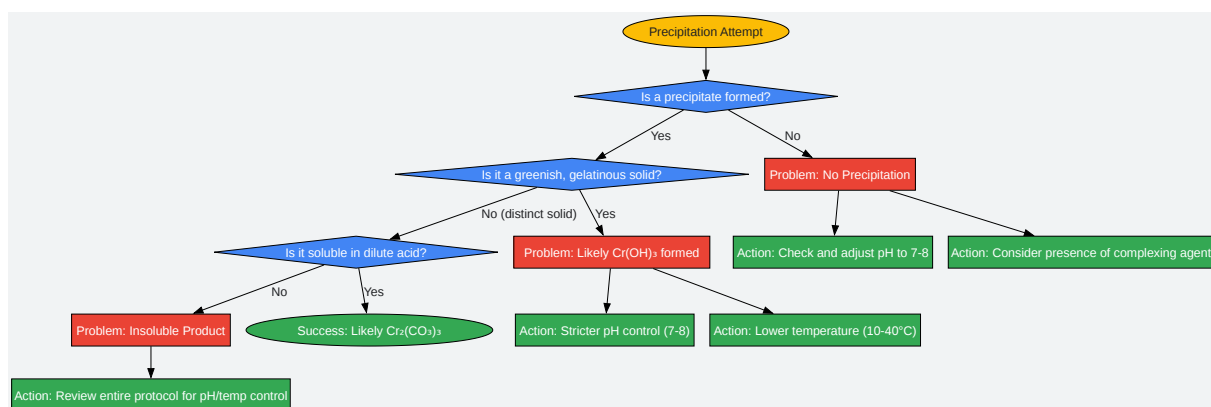 Precipitation Attempt
Is a precipitate formed?
Yes
No
Is it a greenish, gelatinous solid?
Problem: No Precipitation
No (distinct solid)
Yes
Is it soluble in dilute acid?
Problem: Likely Cr(OH)₃ formed
Action: Check and adjust pH to 7-8
Action: Consider presence of complexing agent
No
Yes
Problem: Insoluble Product
Success: Likely Cr₂(CO₃)₃
Action: Stricter pH control (7-8)
Action: Lower temperature (10-40°C)
Action: Review entire protocol for pH/temp control